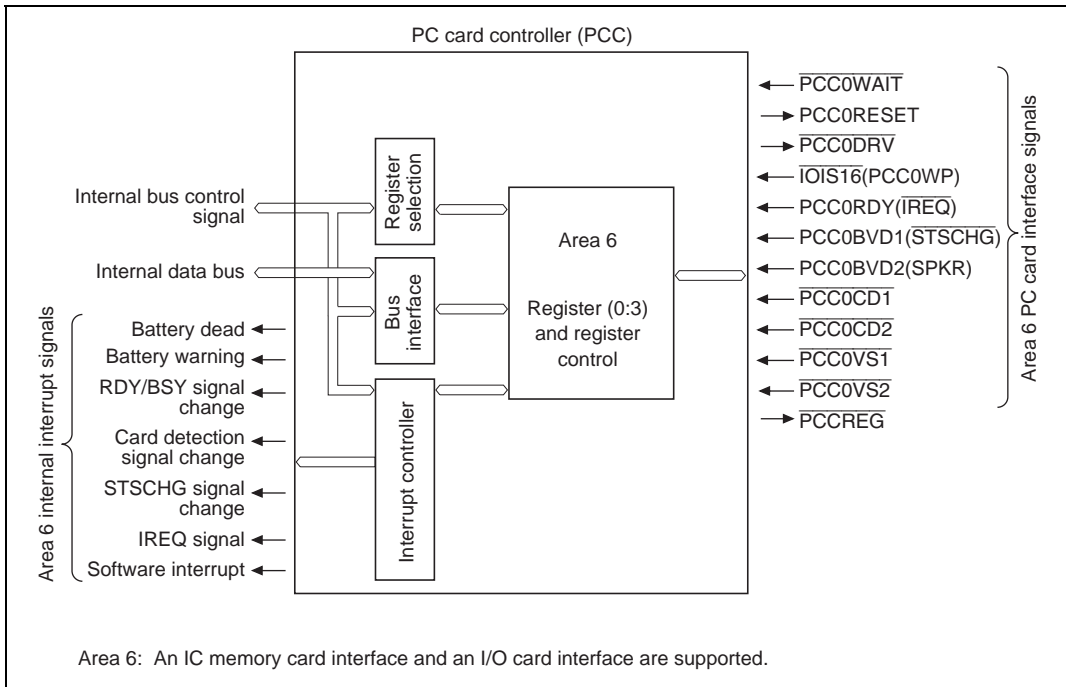 PC card controller (PCC)
Internal bus control
signal
Internal data bus
Area 6 internal interrupt signals
Battery dead
Battery warning
RDY/BSY signal
change
Card detection
signal change
STSCHG signal
change
IREQ signal
Software interrupt
Register
selection
Bus
interface
Interrupt controller
Area 6
Register (0:3)
and register
control
PCC0WAIT
PCC0RESET
PCC0DRV
IOIS16(PCC0WP)
PCC0RDY(IREQ)
PCC0BVD1(STSCHG)
PCC0BVD2(SPKR)
PCC0CD1
PCC0CD2
PCC0VS1
PCC0VS2
PCCREG
Area 6 PC card interface signals
Area 6: An IC memory card interface and an I/O card interface are supported.